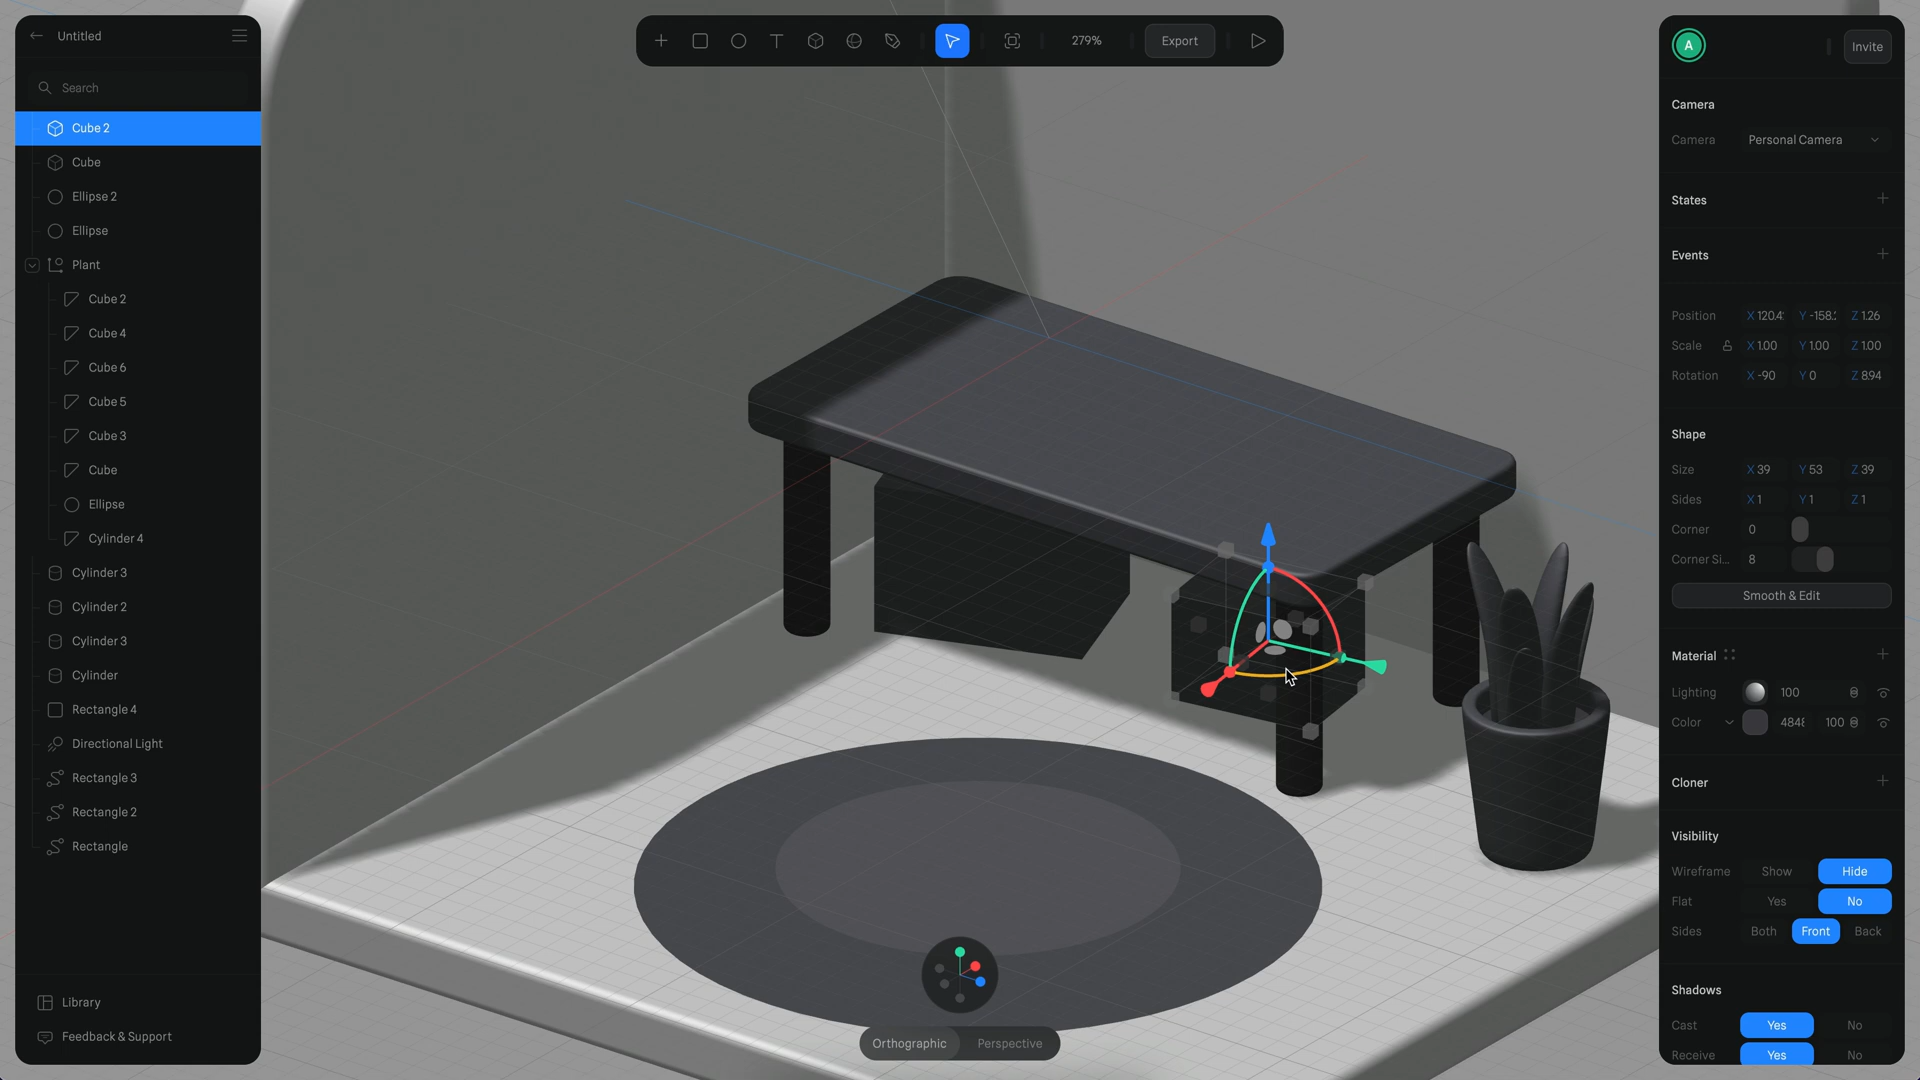 Untitled
Search
Cube 2
Cube
Ellipse 2
Ellipse
Plant
Cube 2
Cube 4
Cube 6
Cube 5
Cube 3
Cube
Ellipse
Cylinder 4
Cylinder 3
Cylinder 2
Cylinder 3
Cylinder
Rectangle 4
Directional Light
Rectangle 3
Rectangle 2
Rectangle
Library
Feedback & Support
279%
Export
Orthographic
Perspective
A
Invite
Camera
Camera Personal Camera
States
Events
Position X 120.4 Y -158. Z 1.26
Scale X 1.00 Y 1.00 Z 1.00
Rotation X -90 Y 0 Z 8.94
Shape
Size X 39 Y 53 Z 39
Sides X 1 Y 1 Z 1
Corner 0
Corner Si... 8
Smooth & Edit
Material
Lighting 100
Color 484 100
Cloner
Visibility
Wireframe Show Hide
Flat Yes No
Sides Both Front Back
Shadows
Cast Yes No
Receive Yes No